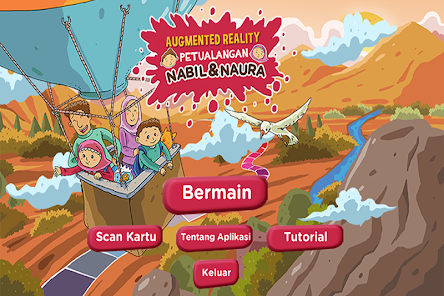 AUGMENTED REALITY
PETUALANGAN
NABIL & NAURA
Bermain
Scan Kartu
Tentang Aplikasi
Tutorial
Keluar